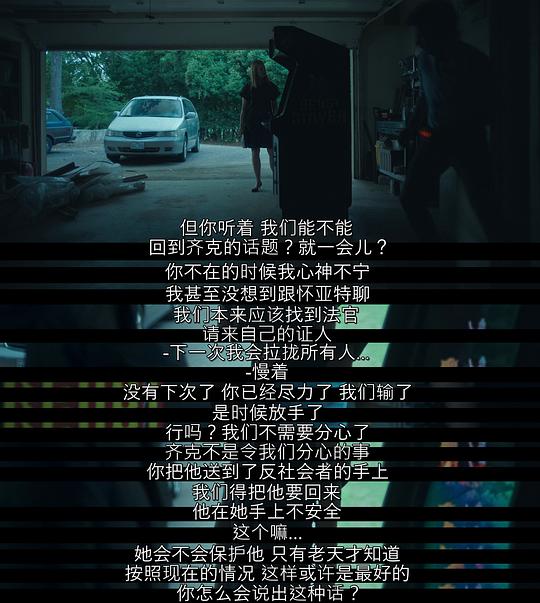 但你听着 我们能不能
回到齐克的话题？就一会儿？
你不在的时候我心神不宁
我甚至没想到跟怀亚特聊
我们本来应该找到法官
请来自己的证人
-下一次我会拉拢所有人...
-慢着
没有下次了 你已经尽力了 我们输了
是时候放手了
行吗？我们不需要分心了
齐克不是令我们分心的事
你把他送到了反社会者的手上
我们得把他要回来
他在她手上不安全
这个嘛...
她会不会保护他 只有老天才知道
按照现在的情况 这样或许是最好的
你怎么会说出这种话？